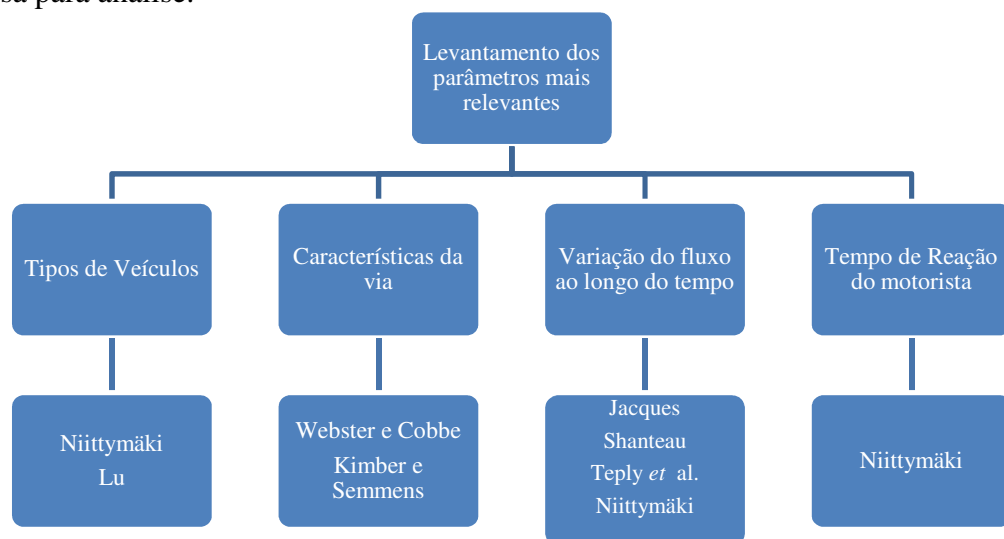 sa para análise.
Levantamento dos
parâmetros mais
relevantes
Tipos de Veículos
Características da
via
Variação do fluxo
ao longo do tempo
Tempo de Reação
do motorista
Niittymäki
Lu
Webster e Cobbe
Kimber e
Semmens
Jacques
Shanteau
Teply et al.
Niittymäki
Niittymäki